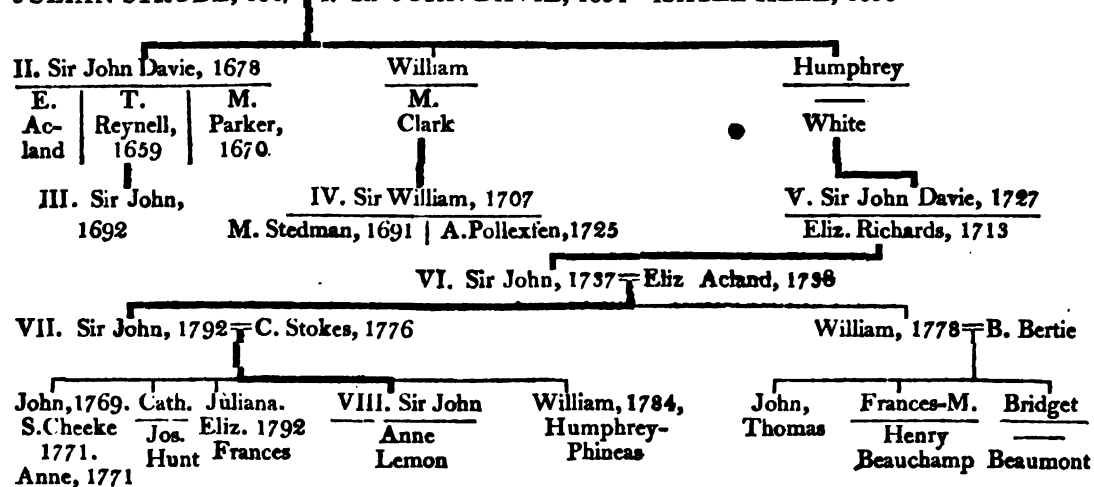 II. Sir John Davie, 1678 William Humphrey
E. T. M. M.
Ac- Reynell, Parker, Clark White
land 1659 1670.
III. Sir John, IV. Sir William, 1707 V. Sir John Davie, 1727
1692 M. Stedman, 1691 | A.Pollexfen,1725 Eliz. Richards, 1713
VI. Sir John, 1737 = Eliz Acland, 1738
VII. Sir John, 1792 = C. Stokes, 1776 William, 1778 = B. Bertie
John,1769. Cath. Juliana. VIII. Sir John William, 1784, John, Frances-M. Bridget
S.Cheeke Jos. Eliz. 1792 Anne Humphrey- Thomas Henry
1771. Hunt Frances Lemon Phineas Beauchamp Beaumont
Anne, 1771